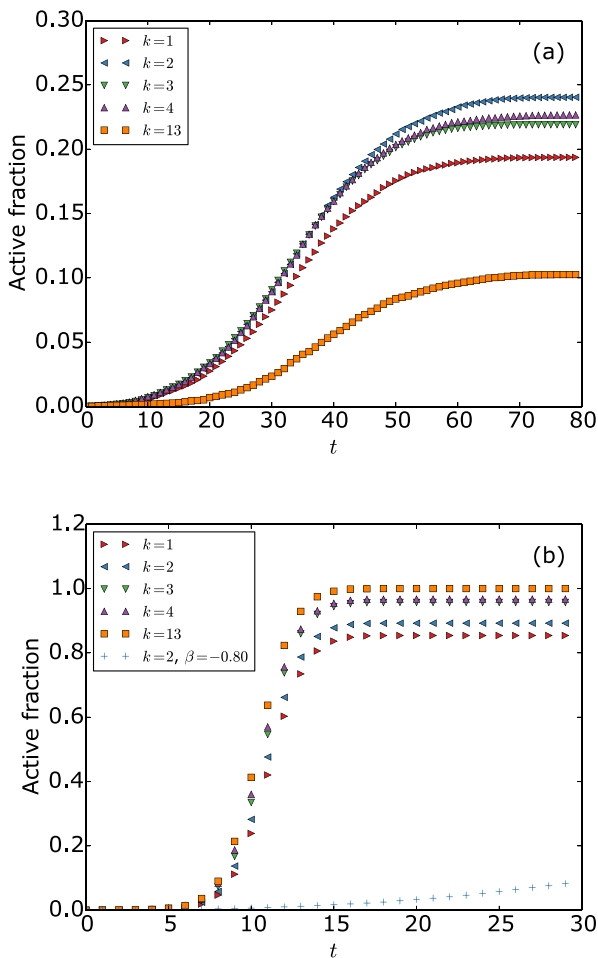 0.30
0.25
0.20
0.15
0.10
0.05
0.00
Active fraction
k=1
k=2
k=3
k=4
k=13
(a)
0 10 20 30 40 50 60 70 80
t
1.2
1.0
0.8
0.6
0.4
0.2
0.0
Active fraction
k=1
k=2
k=3
k=4
k=13
k=2, β=−0.80
(b)
0 5 10 15 20 25 30
t